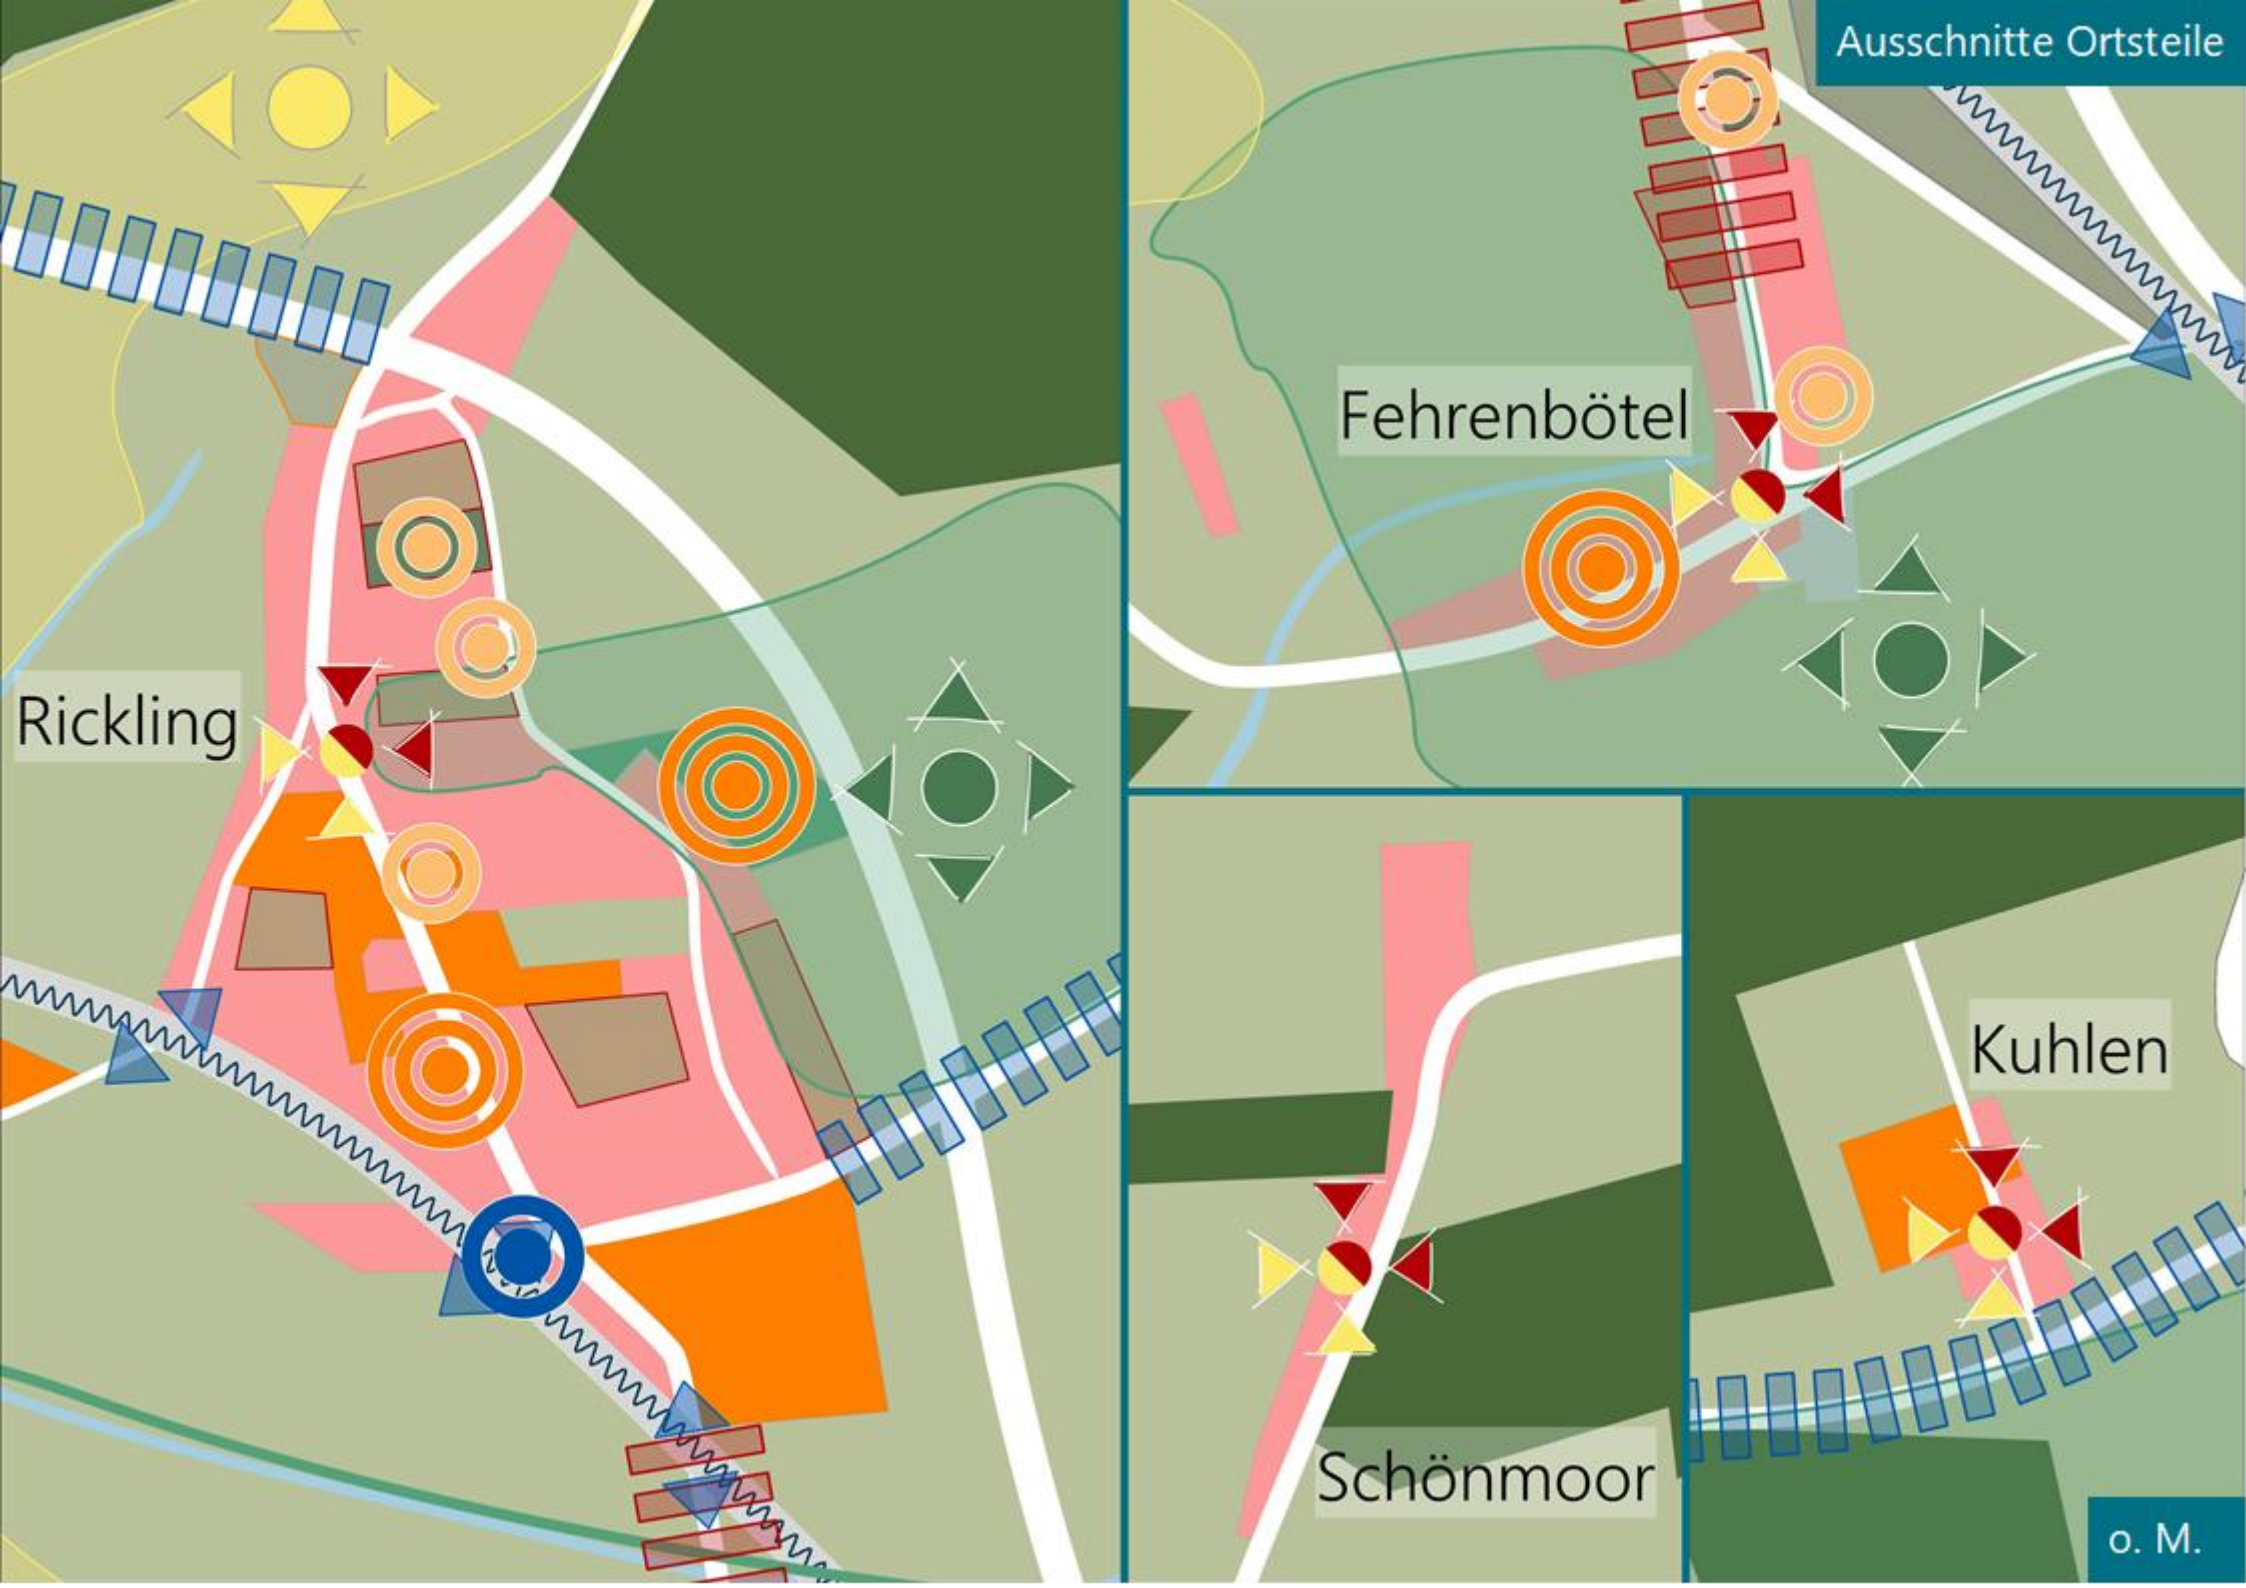 Ausschnitte Ortsteile
Fehrenbötel
Rickling
Kuhlen
Schönmoor
o. M.